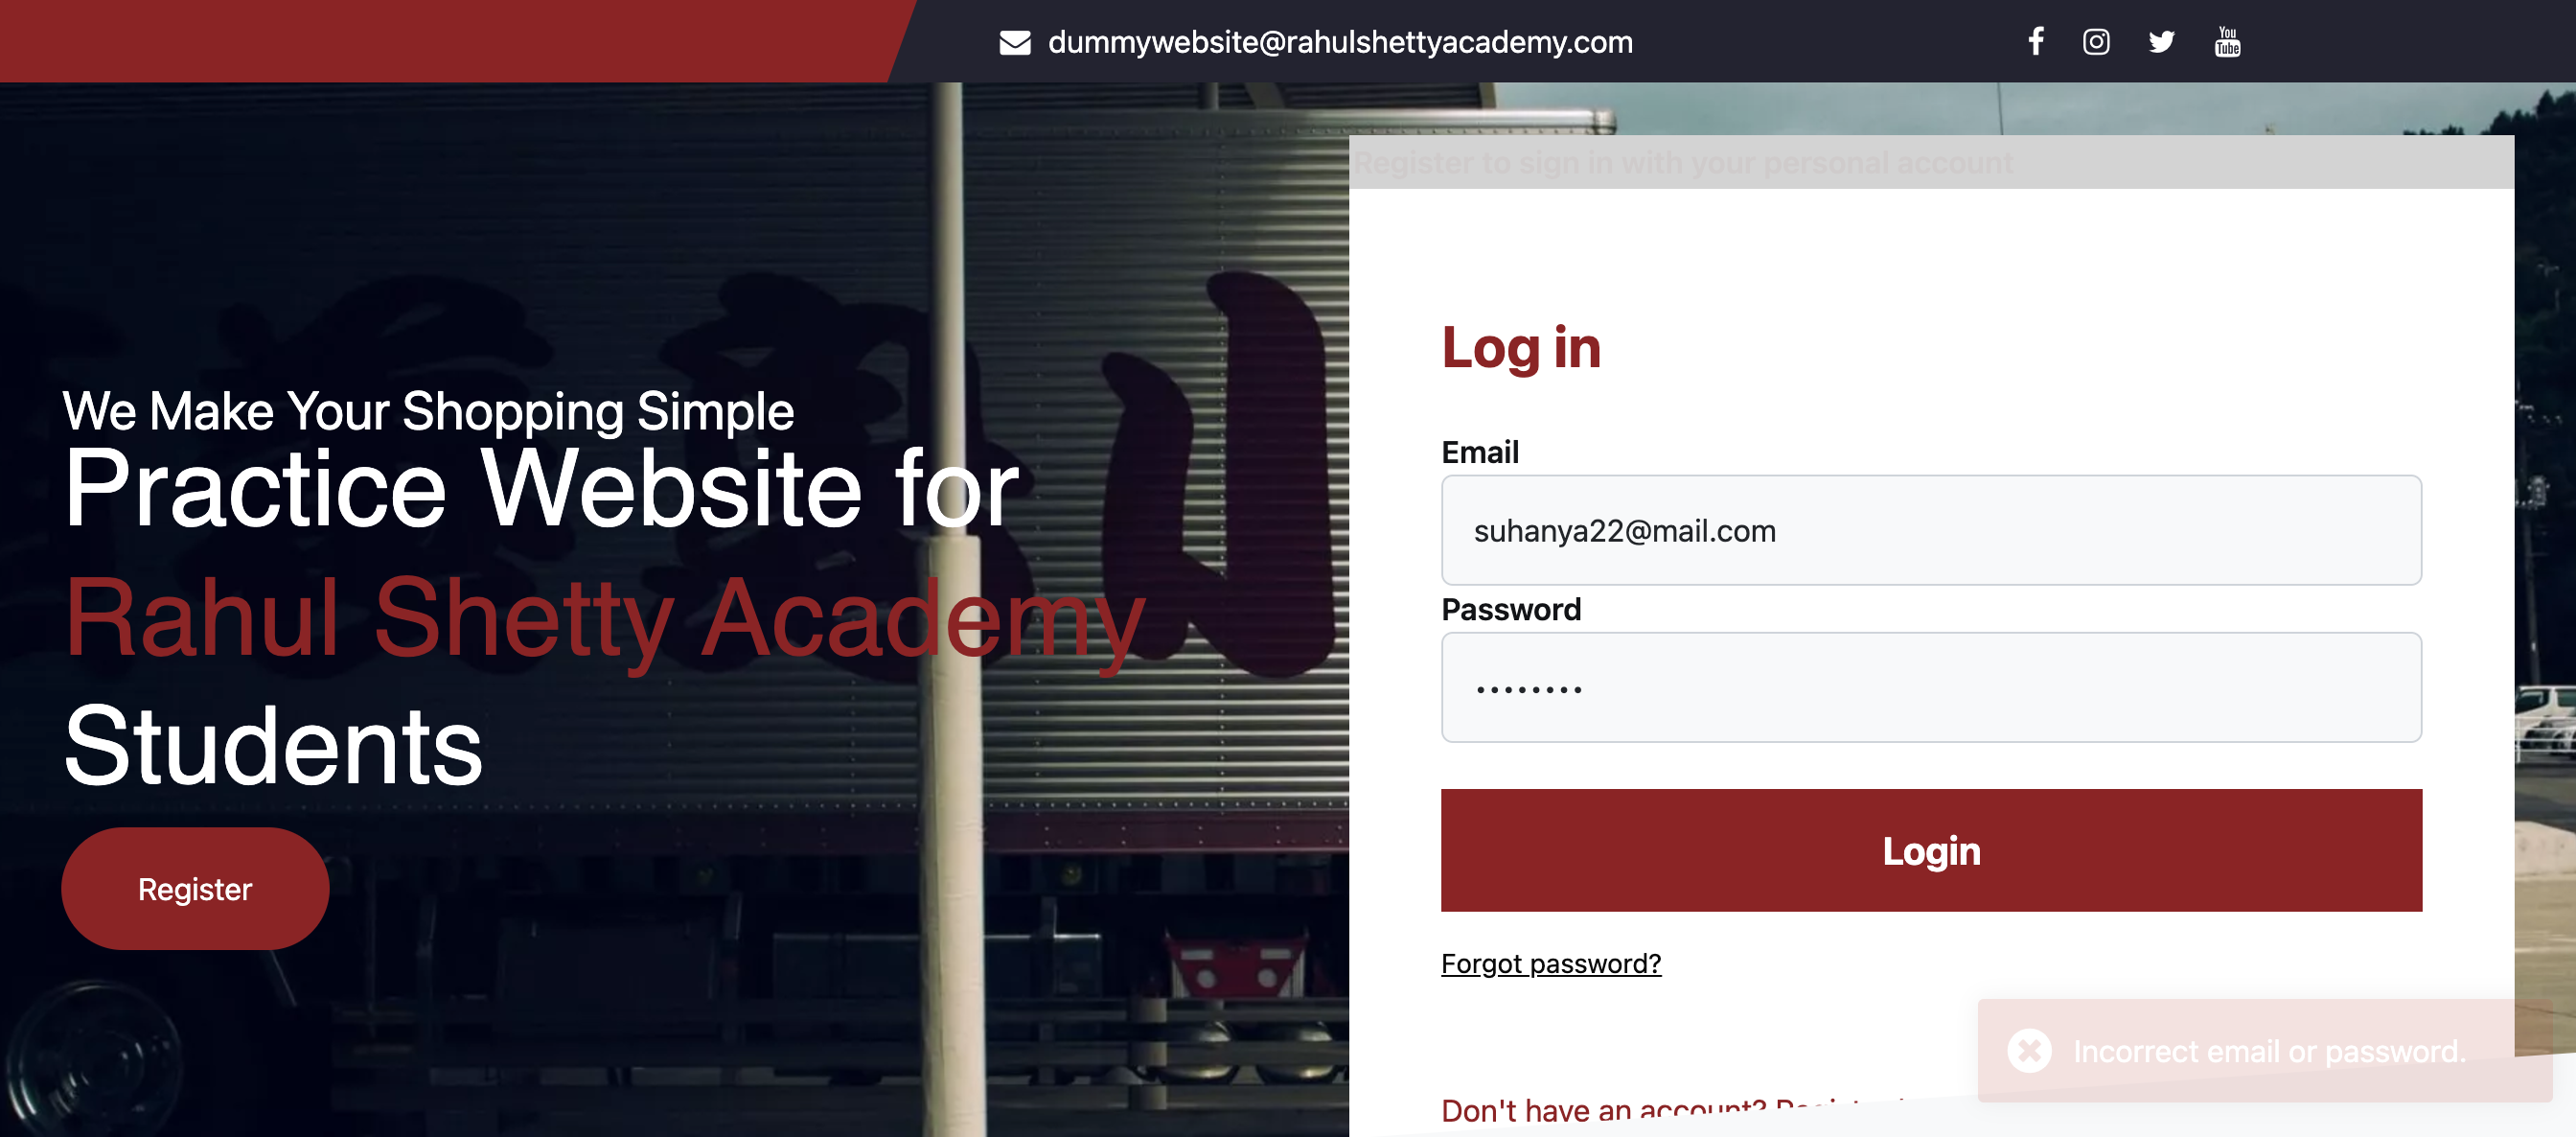 dummywebsite@rahulshettyacademy.com
You
Tube
Register to sign in with your personal account
We Make Your Shopping Simple
Practice Website for
Rahul Shetty Academy
Students
Register
Log in
Email
suhanya22@mail.com
Password
Login
Forgot password?
Incorrect email or password.
Don't have an account?